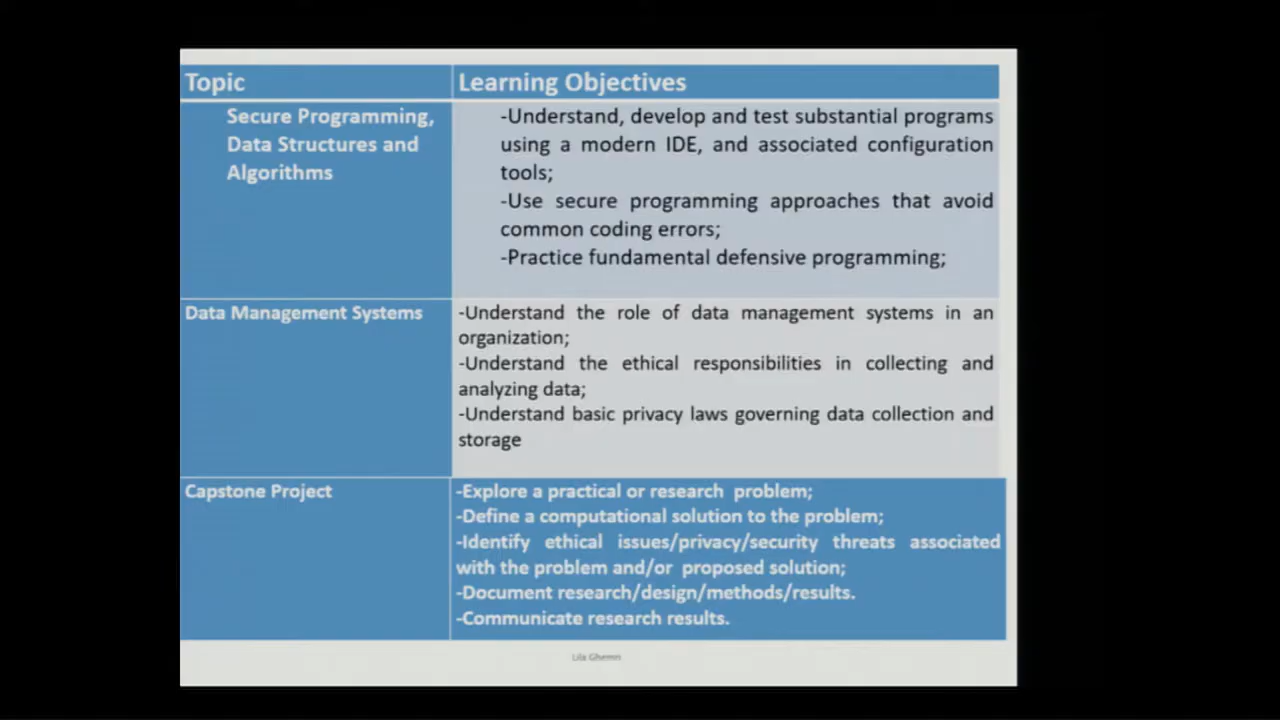 Topic
Learning Objectives
Secure Programming,
Data Structures and
Algorithms
-Understand, develop and test substantial programs
using a modern IDE, and associated configuration
tools;
-Use secure programming approaches that avoid
common coding errors;
-Practice fundamental defensive programming;
Data Management Systems
-Understand the role of data management systems in an
organization;
-Understand the ethical responsibilities in collecting and
analyzing data;
-Understand basic privacy laws governing data collection and
storage
Capstone Project
-Explore a practical or research problem;
-Define a computational solution to the problem;
-Identify ethical issues/privacy/security threats associated
with the problem and/or proposed solution;
-Document research/design/methods/results.
-Communicate research results.
Lila Ghemri